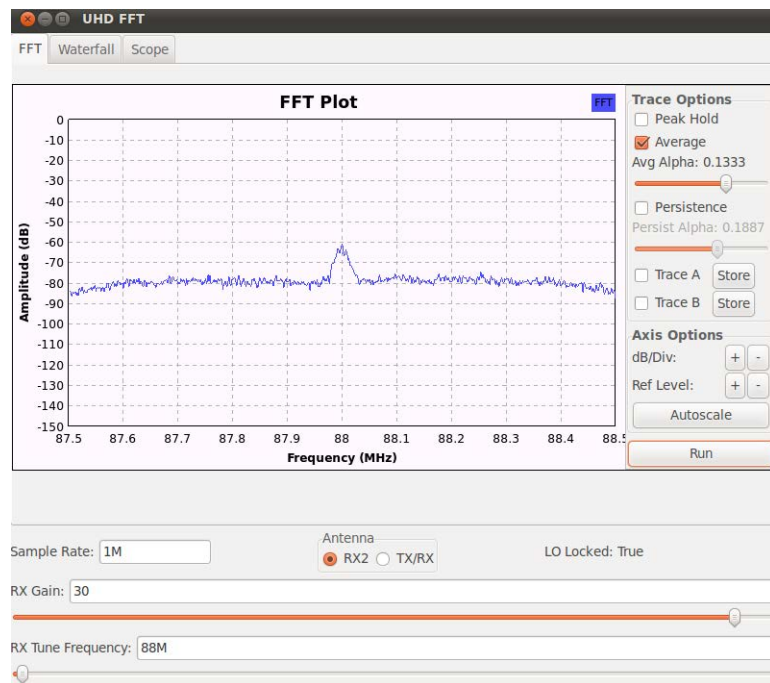 UHD FFT
FFT Waterfall Scope
FFT Plot
FFT
Amplitude (dB)
0
-10
-20
-30
-40
-50
-60
-70
-80
-90
-100
-110
-120
-130
-140
-150
87.5 87.6 87.7 87.8 87.9 88 88.1 88.2 88.3 88.4 88.5
Frequency (MHz)
Trace Options
Peak Hold
Average
Avg Alpha: 0.1333
Persistence
Persist Alpha: 0.1887
Trace A Store
Trace B Store
Axis Options
dB/Div: + -
Ref Level: + -
Autoscale
Run
Sample Rate: 1M
Antenna
RX2 TX/RX
LO Locked: True
RX Gain: 30
RX Tune Frequency: 88M